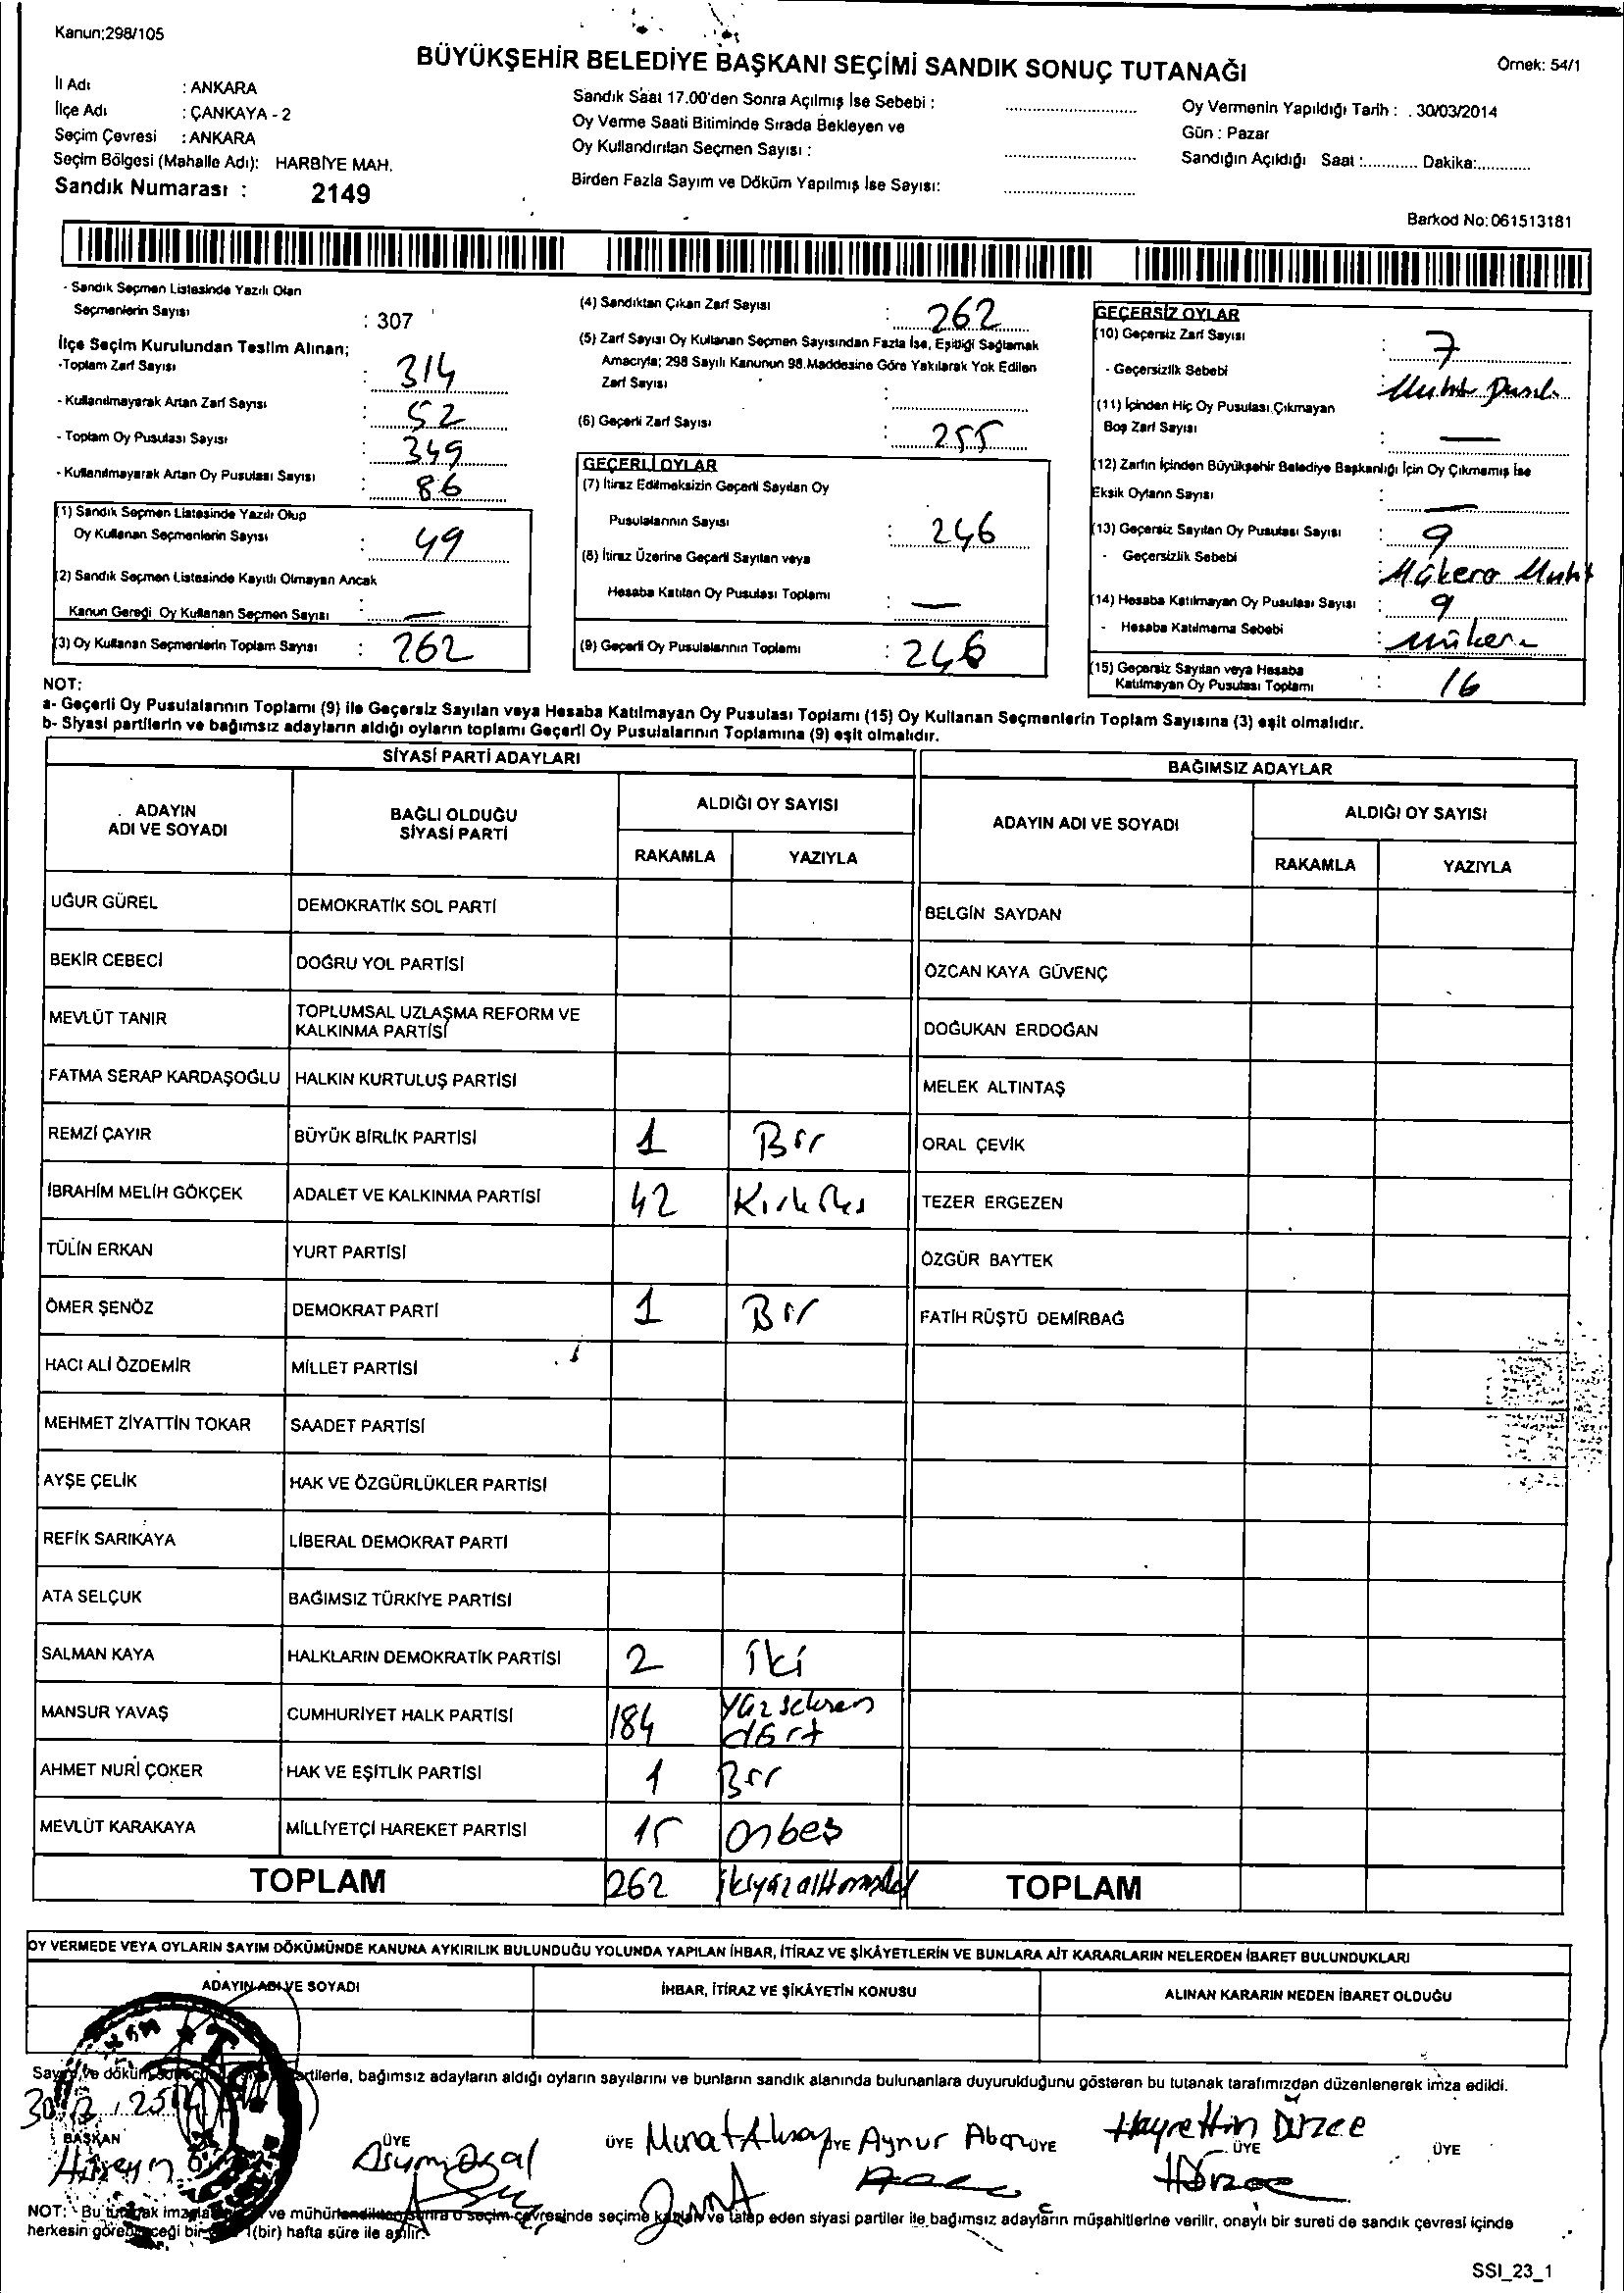 Kanun;298/105
BÜYÜKŞEHİR BELEDİYE BAŞKANI SEÇİMİ SANDIK SONUÇ TUTANAĞI
Örnek: 54/1
İl Adı : ANKARA
İlçe Adı : ÇANKAYA - 2
Seçim Çevresi : ANKARA
Seçim Bölgesi (Mahalle Adı): HARBİYE MAH.
Sandık Numarası : 2149
Sandık Saat 17.00'den Sonra Açılmış İse Sebebi :
Oy Verme Saati Bitiminde Sırada Bekleyen ve
Oy Kullandırılan Seçmen Sayısı :
Birden Fazla Sayım ve Döküm Yapılmış İse Sayısı:
Oy Vermenin Yapıldığı Tarih : . 30/03/2014
Gün : Pazar
Sandığın Açıldığı Saat :............ Dakika:............
Barkod No:061513181
- Sandık Seçmen Listesinde Yazılı Olan
Seçmenlerin Sayısı : 307
İlçe Seçim Kurulundan Teslim Alınan;
-Toplam Zarf Sayısı : 314
- Kullanılmayarak Artan Zarf Sayısı : 52
- Toplam Oy Pusulası Sayısı : 349
- Kullanılmayarak Artan Oy Pusulası Sayısı : 86
(1) Sandık Seçmen Listesinde Yazılı Olup
Oy Kullanan Seçmenlerin Sayısı : 49
(2) Sandık Seçmen Listesinde Kayıtlı Olmayan Ancak
Kanun Gereği Oy Kullanan Seçmen Sayısı : —
(3) Oy Kullanan Seçmenlerin Toplam Sayısı : 262
(4) Sandıktan Çıkan Zarf Sayısı : 262
(5) Zarf Sayısı Oy Kullanan Seçmen Sayısından Fazla İse, Eşitliği Sağlamak
Amacıyla; 298 Sayılı Kanunun 98.Maddesine Göre Yakılarak Yok Edilen
Zarf Sayısı :
(6) Geçerli Zarf Sayısı : 255
GEÇERLİ OYLAR
(7) İtiraz Edilmeksizin Geçerli Sayılan Oy
Pusulalarının Sayısı : 246
(8) İtiraz Üzerine Geçerli Sayılan veya
Hesaba Katılan Oy Pusulası Toplamı : —
(9) Geçerli Oy Pusulalarının Toplamı : 246
GEÇERSİZ OYLAR
(10) Geçersiz Zarf Sayısı : 7
- Geçersizlik Sebebi :
(11) İçinden Hiç Oy Pusulası Çıkmayan
Boş Zarf Sayısı : —
(12) Zarfın İçinden Büyükşehir Belediye Başkanlığı İçin Oy Çıkmamış İse
Eksik Oyların Sayısı : —
(13) Geçersiz Sayılan Oy Pusulası Sayısı : 9
- Geçersizlik Sebebi :
(14) Hesaba Katılmayan Oy Pusulası Sayısı : 9
- Hesaba Katılmama Sebebi :
(15) Geçersiz Sayılan veya Hesaba
Katılmayan Oy Pusulası Toplamı : 16
NOT:
a- Geçerli Oy Pusulalarının Toplamı (9) ile Geçersiz Sayılan veya Hesaba Katılmayan Oy Pusulası Toplamı (15) Oy Kullanan Seçmenlerin Toplam Sayısına (3) eşit olmalıdır.
b- Siyasi partilerin ve bağımsız adayların aldığı oyların toplamı Geçerli Oy Pusulalarının Toplamına (9) eşit olmalıdır.
SİYASİ PARTİ ADAYLARI
BAĞIMSIZ ADAYLAR
ADAYIN ADI VE SOYADI
BAĞLI OLDUĞU SİYASİ PARTİ
ALDIĞI OY SAYISI
RAKAMLA YAZIYLA
ADAYIN ADI VE SOYADI
ALDIĞI OY SAYISI
RAKAMLA YAZIYLA
UĞUR GÜREL DEMOKRATİK SOL PARTİ BELGİN SAYDAN
BEKİR CEBECİ DOĞRU YOL PARTİSİ ÖZCAN KAYA GÜVENÇ
MEVLÜT TANIR TOPLUMSAL UZLAŞMA REFORM VE KALKINMA PARTİSİ DOĞUKAN ERDOĞAN
FATMA SERAP KARDAŞOĞLU HALKIN KURTULUŞ PARTİSİ MELEK ALTINTAŞ
REMZİ ÇAYIR BÜYÜK BİRLİK PARTİSİ 1 Bir ORAL ÇEVİK
İBRAHİM MELİH GÖKÇEK ADALET VE KALKINMA PARTİSİ 42 Kırkiki TEZER ERGEZEN
TÜLİN ERKAN YURT PARTİSİ ÖZGÜR BAYTEK
ÖMER ŞENÖZ DEMOKRAT PARTİ 1 Bir FATİH RÜŞTÜ DEMİRBAĞ
HACI ALİ ÖZDEMİR MİLLET PARTİSİ
MEHMET ZİYATTİN TOKAR SAADET PARTİSİ
AYŞE ÇELİK HAK VE ÖZGÜRLÜKLER PARTİSİ
REFİK SARIKAYA LİBERAL DEMOKRAT PARTİ
ATA SELÇUK BAĞIMSIZ TÜRKİYE PARTİSİ
SALMAN KAYA HALKLARIN DEMOKRATİK PARTİSİ 2 iki
MANSUR YAVAŞ CUMHURİYET HALK PARTİSİ 184 yüzseksen dört
AHMET NURİ ÇOKER HAK VE EŞİTLİK PARTİSİ 1 Bir
MEVLÜT KARAKAYA MİLLİYETÇİ HAREKET PARTİSİ 15 onbeş
TOPLAM 262 TOPLAM
OY VERMEDE VEYA OYLARIN SAYIM DÖKÜMÜNDE KANUNA AYKIRILIK BULUNDUĞU YOLUNDA YAPILAN İHBAR, İTİRAZ VE ŞİKÂYETLERİN VE BUNLARA AİT KARARLARIN NELERDEN İBARET BULUNDUKLARI
ADAYIN ADI VE SOYADI İHBAR, İTİRAZ VE ŞİKÂYETİN KONUSU ALINAN KARARIN NEDEN İBARET OLDUĞU
Sayım ve döküm partilerle, bağımsız adayların aldığı oyların sayılarını ve bunların sandık alanında bulunanlara duyurulduğunu gösteren bu tutanak tarafımızdan düzenlenerek imza edildi.
BAŞKAN ÜYE ÜYE ÜYE ÜYE ÜYE
Hüseyin Murat Aynur Hayrettin Düzce
NOT: Bu tutanak ve mühürlendikten sonra o seçim çevresinde seçime katılan ve talep eden siyasi partiler ile bağımsız adayların müşahitlerine verilir, onaylı bir sureti de sandık çevresi içinde
herkesin görebileceği bir (bir) hafta süre ile asılır.
SSI_23_1